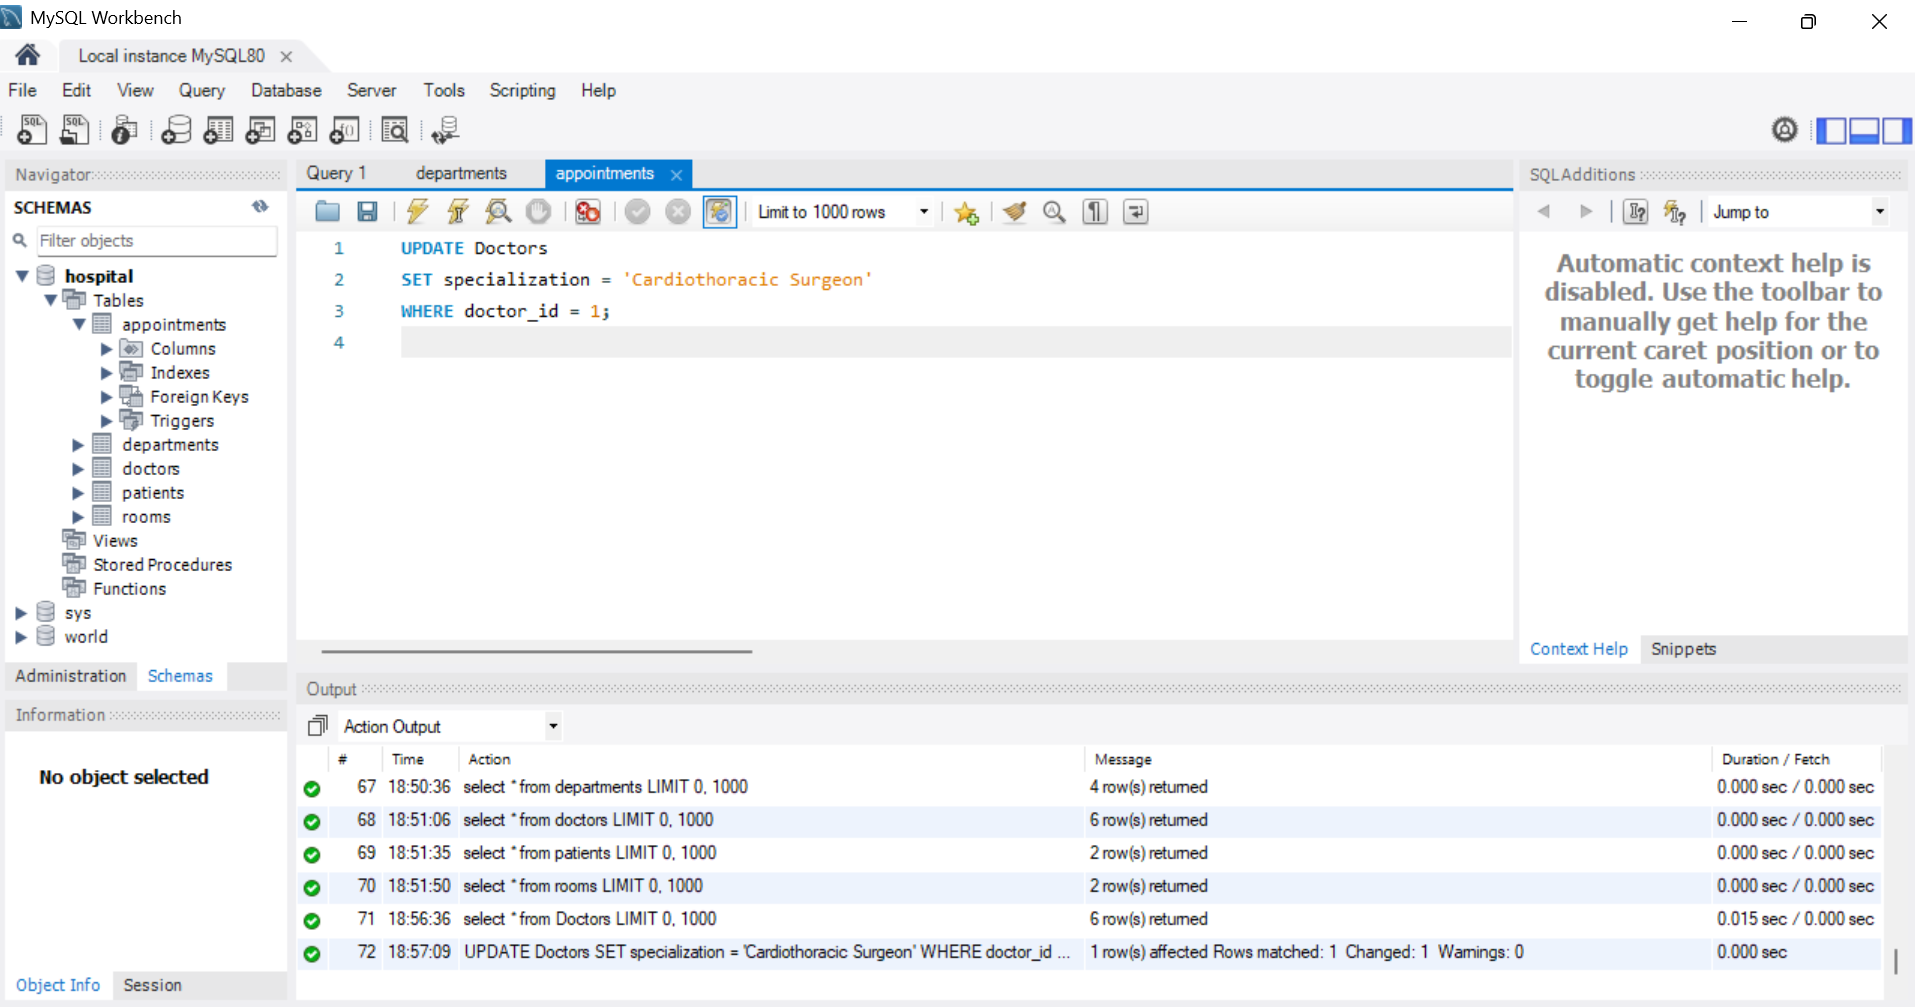 MySQL Workbench
Local instance MySQL80
File Edit View Query Database Server Tools Scripting Help
Navigator
SCHEMAS
Filter objects
hospital
Tables
appointments
Columns
Indexes
Foreign Keys
Triggers
departments
doctors
patients
rooms
Views
Stored Procedures
Functions
sys
world
Administration Schemas
Information
No object selected
Object Info Session
Query 1 departments appointments
Limit to 1000 rows
1 UPDATE Doctors
2 SET specialization = 'Cardiothoracic Surgeon'
3 WHERE doctor_id = 1;
4
SQLAdditions
Jump to
Automatic context help is
disabled. Use the toolbar to
manually get help for the
current caret position or to
toggle automatic help.
Context Help Snippets
Output
Action Output
# Time Action Message Duration / Fetch
67 18:50:36 select * from departments LIMIT 0, 1000 4 row(s) returned 0.000 sec / 0.000 sec
68 18:51:06 select * from doctors LIMIT 0, 1000 6 row(s) returned 0.000 sec / 0.000 sec
69 18:51:35 select * from patients LIMIT 0, 1000 2 row(s) returned 0.000 sec / 0.000 sec
70 18:51:50 select * from rooms LIMIT 0, 1000 2 row(s) returned 0.000 sec / 0.000 sec
71 18:56:36 select * from Doctors LIMIT 0, 1000 6 row(s) returned 0.015 sec / 0.000 sec
72 18:57:09 UPDATE Doctors SET specialization = 'Cardiothoracic Surgeon' WHERE doctor_id ... 1 row(s) affected Rows matched: 1 Changed: 1 Warnings: 0 0.000 sec